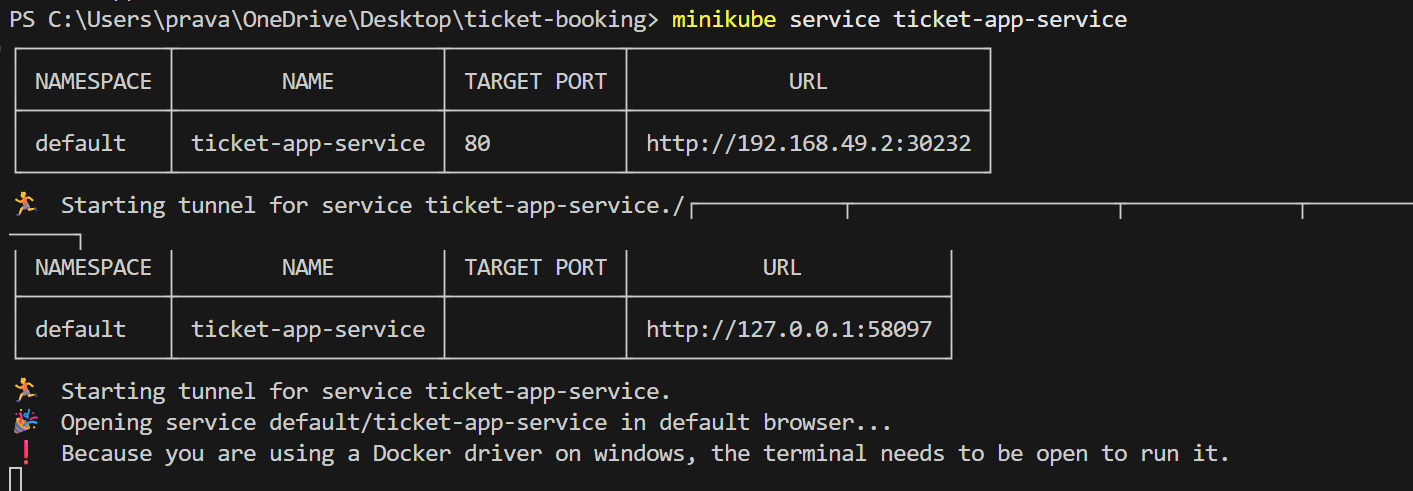 PS C:\Users\prava\OneDrive\Desktop\ticket-booking> minikube service ticket-app-service
NAMESPACE NAME TARGET PORT URL
default ticket-app-service 80 http://192.168.49.2:30232
🏃 Starting tunnel for service ticket-app-service./
NAMESPACE NAME TARGET PORT URL
default ticket-app-service http://127.0.0.1:58097
🏃 Starting tunnel for service ticket-app-service.
🎉 Opening service default/ticket-app-service in default browser...
❗ Because you are using a Docker driver on windows, the terminal needs to be open to run it.